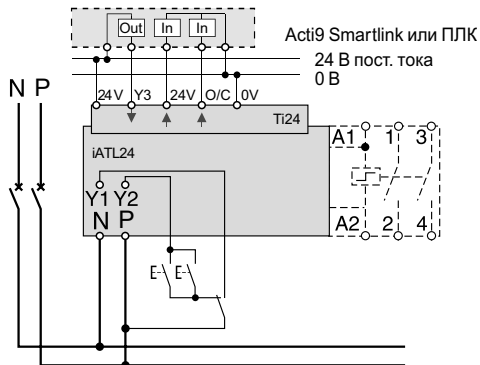 Out In In
Acti9 Smartlink или ПЛК
24 В пост. тока
0 В
N P
24V Y3 24V O/C 0V
Ti24
iATL24
A1 1 3
Y1 Y2
N P
A2 2 4
E E